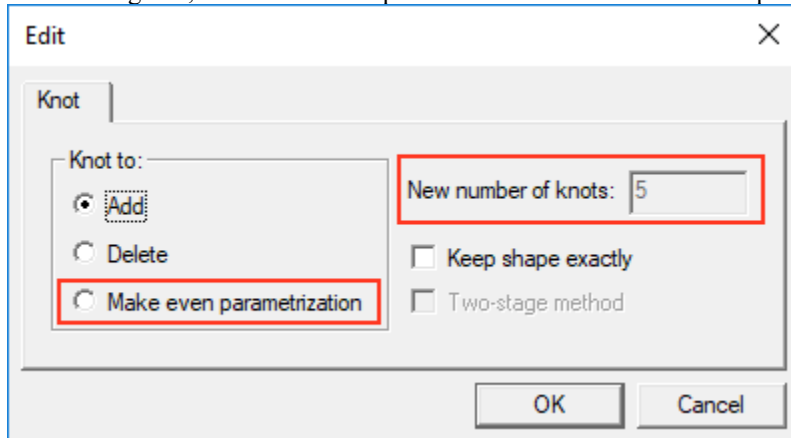 Edit
Knot
Knot to:
Add
Delete
Make even parametrization
New number of knots: 5
Keep shape exactly
Two-stage method
OK
Cancel